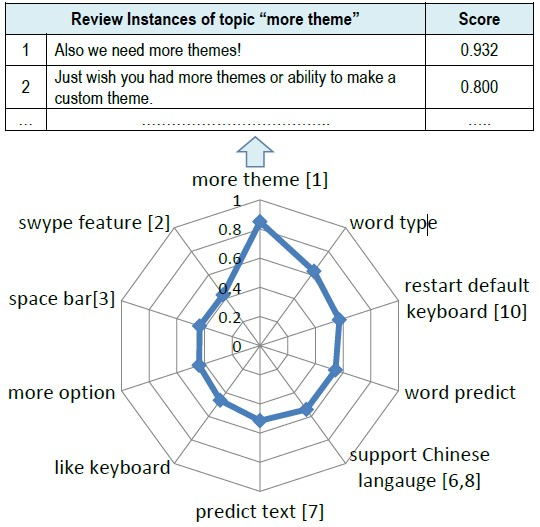 Review Instances of topic “more theme” Score
1 Also we need more themes! 0.932
2 Just wish you had more themes or ability to make a custom theme. 0.800
... ..................................... .....
more theme [1]
1
swype feature [2]
word type
0.8
0.6
space bar[3]
restart default
keyboard [10]
0.4
0.2
0
more option
word predict
like keyboard
support Chinese
langauge [6,8]
predict text [7]